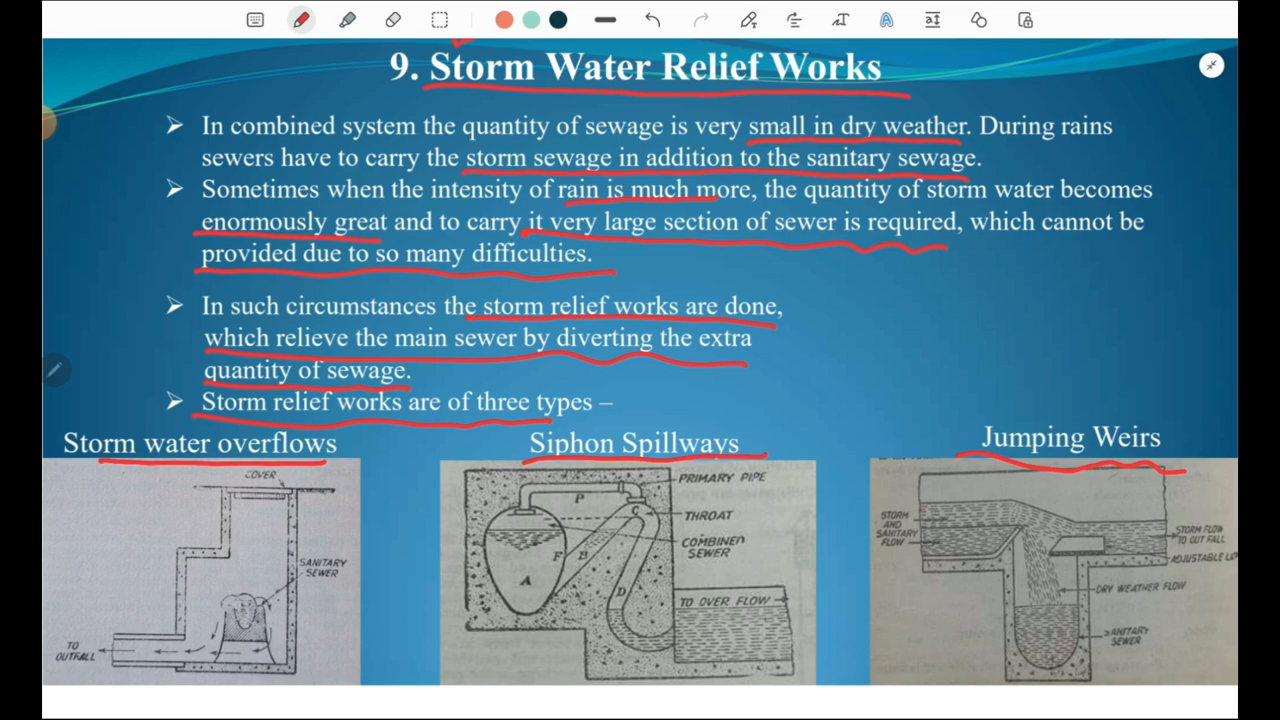 9. Storm Water Relief Works
➢ In combined system the quantity of sewage is very small in dry weather. During rains
sewers have to carry the storm sewage in addition to the sanitary sewage.
➢ Sometimes when the intensity of rain is much more, the quantity of storm water becomes
enormously great and to carry it very large section of sewer is required, which cannot be
provided due to so many difficulties.
➢ In such circumstances the storm relief works are done,
which relieve the main sewer by diverting the extra
quantity of sewage.
➢ Storm relief works are of three types –
Storm water overflows
COVER
SANITARY
SEWER
TO
OUTFALL
Siphon Spillways
PRIMARY PIPE
P
C
THROAT
COMBINED
SEWER
F
B
A
D
TO OVER FLOW
Jumping Weirs
STORM
AND
SANITARY
FLOW
STORM FLOW
TO OUT FALL
ADJUSTABLE
DRY WEATHER FLOW
SANITARY
SEWER